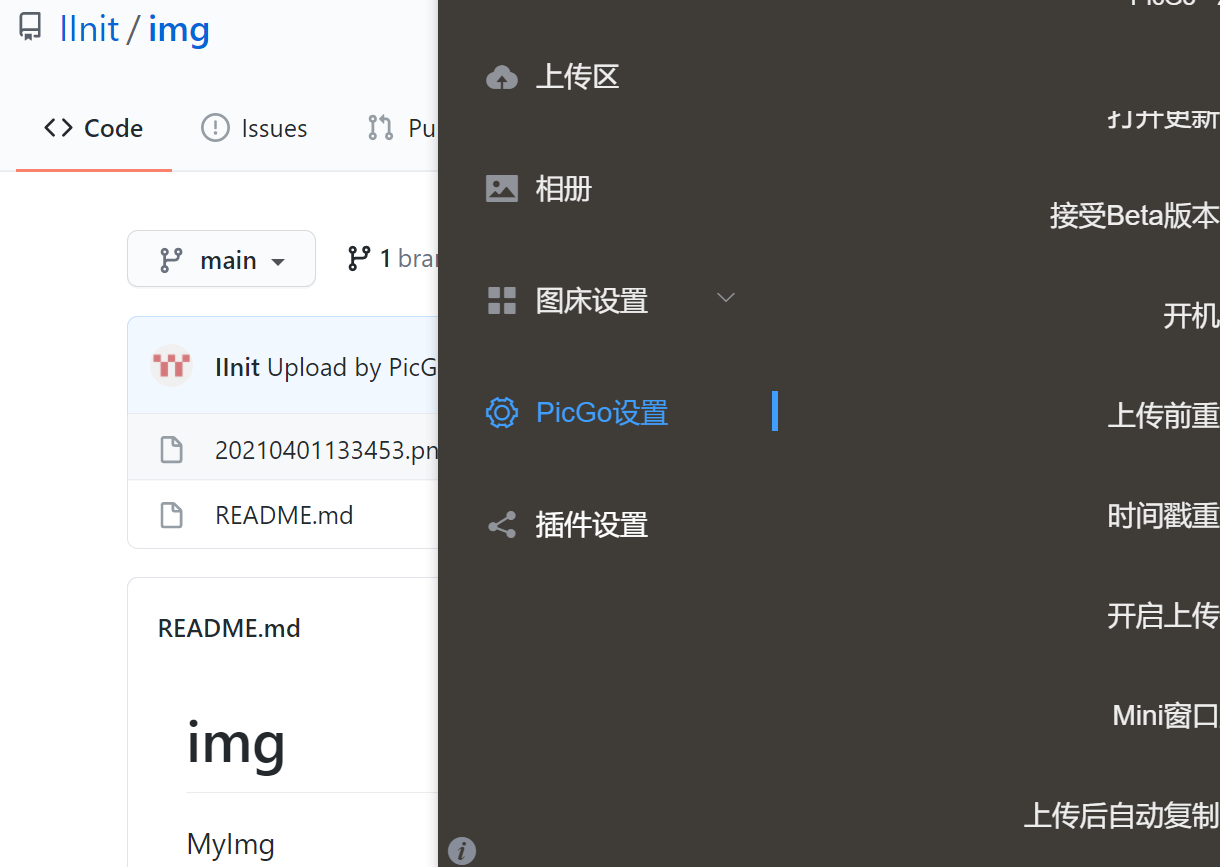 IInit / img
Code
Issues
Pu
main
1 bran
IInit Upload by PicG
20210401133453.pn
README.md
README.md
img
MyImg
上传区
相册
图床设置
PicGo设置
插件设置
打开更新
接受Beta版本
开机
上传前重
时间戳重
开启上传
Mini窗口
上传后自动复制